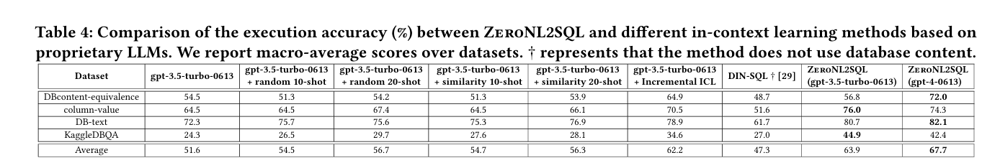 Table 4: Comparison of the execution accuracy (%) between ZeroNL2SQL and different in-context learning methods based on
proprietary LLMs. We report macro-average scores over datasets. † represents that the method does not use database content.
Dataset | gpt-3.5-turbo-0613 | gpt-3.5-turbo-0613 + random 10-shot | gpt-3.5-turbo-0613 + random 20-shot | gpt-3.5-turbo-0613 + similarity 10-shot | gpt-3.5-turbo-0613 + similarity 20-shot | gpt-3.5-turbo-0613 + Incremental ICL | DIN-SQL † [29] | ZeroNL2SQL (gpt-3.5-turbo-0613) | ZeroNL2SQL (gpt-4-0613)
DBcontent-equivalence | 54.5 | 51.3 | 54.2 | 51.3 | 53.9 | 64.9 | 48.7 | 56.8 | 72.0
column-value | 64.5 | 64.5 | 67.4 | 64.5 | 66.1 | 70.5 | 51.6 | 76.0 | 74.3
DB-text | 72.3 | 75.7 | 75.6 | 75.3 | 76.9 | 78.9 | 61.7 | 80.7 | 82.1
KaggleDBQA | 24.3 | 26.5 | 29.7 | 27.6 | 28.1 | 34.6 | 27.0 | 44.9 | 42.4
Average | 51.6 | 54.5 | 56.7 | 54.7 | 56.3 | 62.2 | 47.3 | 63.9 | 67.7